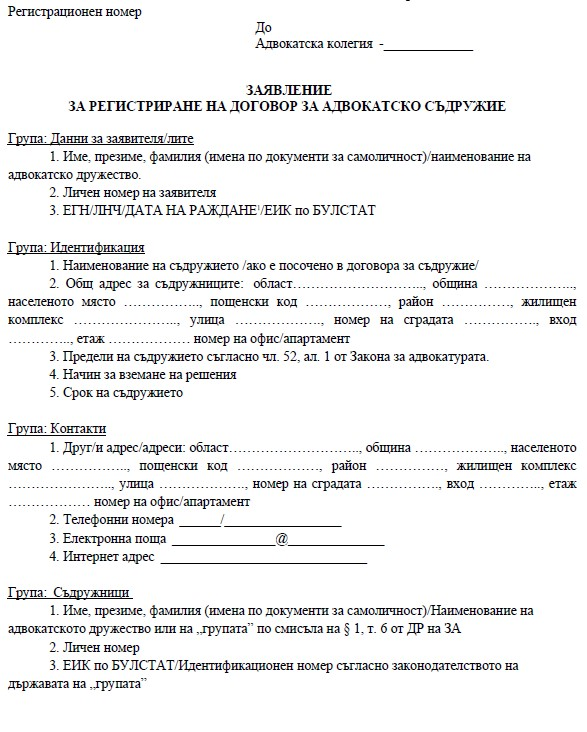 Регистрационен номер
До
Адвокатска колегия -_____________
ЗАЯВЛЕНИЕ
ЗА РЕГИСТРИРАНЕ НА ДОГОВОР ЗА АДВОКАТСКО СЪДРУЖИЕ
Група: Данни за заявителя/лите
1. Име, презиме, фамилия (имена по документи за самоличност)/наименование на
адвокатско дружество.
2. Личен номер на заявителя
3. ЕГН/ЛНЧ/ДАТА НА РАЖДАНЕ¹/ЕИК по БУЛСТАТ
Група: Идентификация
1. Наименование на съдружието /ако е посочено в договора за съдружие/
2. Общ адрес за съдружниците: област……………………….., община ………………..,
населеното място …………….., пощенски код ………………, район ……………, жилищен
комплекс ………………….., улица ………………., номер на сградата ……………., вход
…………., етаж ……………… номер на офис/апартамент
3. Предели на съдружието съгласно чл. 52, ал. 1 от Закона за адвокатурата.
4. Начин за вземане на решения
5. Срок на съдружието
Група: Контакти
1. Друг/и адрес/адреси: област……………………….., община ……………….., населеното
място …………….., пощенски код ………………, район ……………, жилищен комплекс
………………….., улица ………………., номер на сградата ……………., вход …………., етаж
……………… номер на офис/апартамент
2. Телефонни номера ______/_________________
3. Електронна поща _______________@______________
4. Интернет адрес ______________________________
Група: Съдружници
1. Име, презиме, фамилия (имена по документи за самоличност)/Наименование на
адвокатското дружество или на „групата” по смисъла на § 1, т. 6 от ДР на ЗА
2. Личен номер
3. ЕИК по БУЛСТАТ/Идентификационен номер съгласно законодателството на
държавата на „групата”